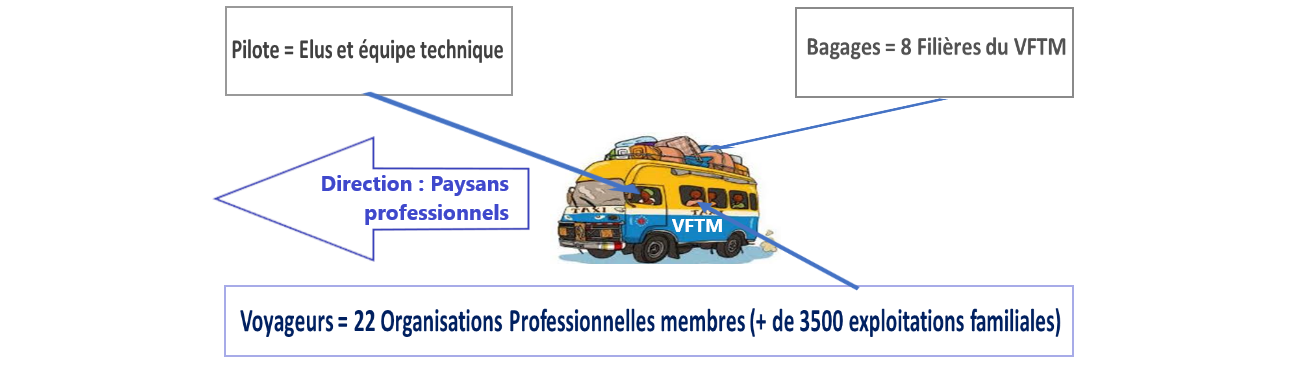 Pilote = Elus et équipe technique
Bagages = 8 Filières du VFTM
Direction : Paysans
professionnels
TAXI
TAXI
VFTM
Voyageurs = 22 Organisations Professionnelles membres (+ de 3500 exploitations familiales)